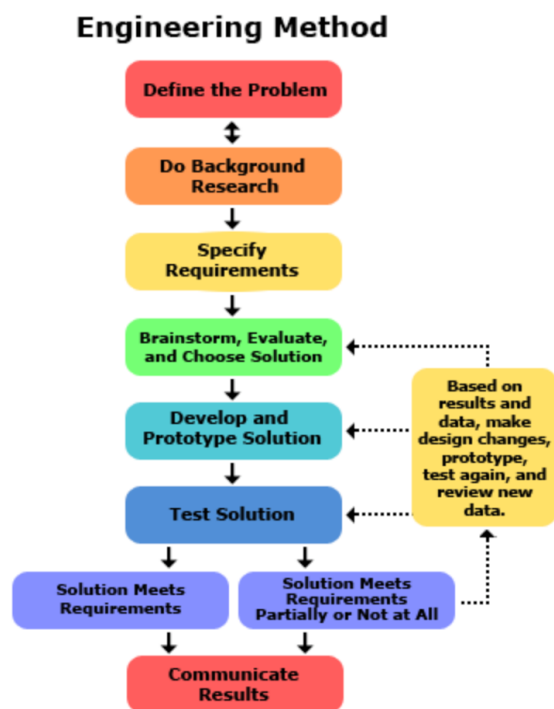 Engineering Method
Define the Problem
Do Background
Research
Specify
Requirements
Brainstorm, Evaluate,
and Choose Solution
Develop and
Prototype Solution
Test Solution
Based on
results and
data, make
design changes,
prototype,
test again, and
review new
data.
Solution Meets
Requirements
Solution Meets
Requirements
Partially or Not at All
Communicate
Results